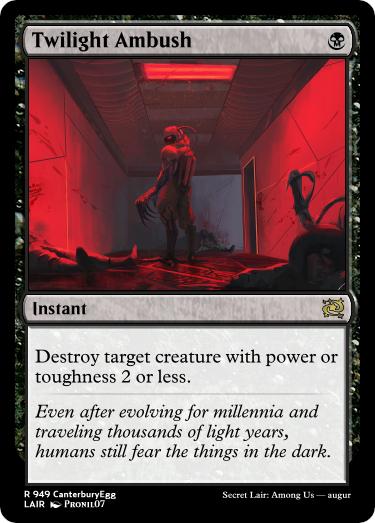 Twilight Ambush
Instant
Destroy target creature with power or
toughness 2 or less.
Even after evolving for millennia and
traveling thousands of light years,
humans still fear the things in the dark.
R 949 CanterburyEgg
LAIR Pronil07
Secret Lair: Among Us — augur